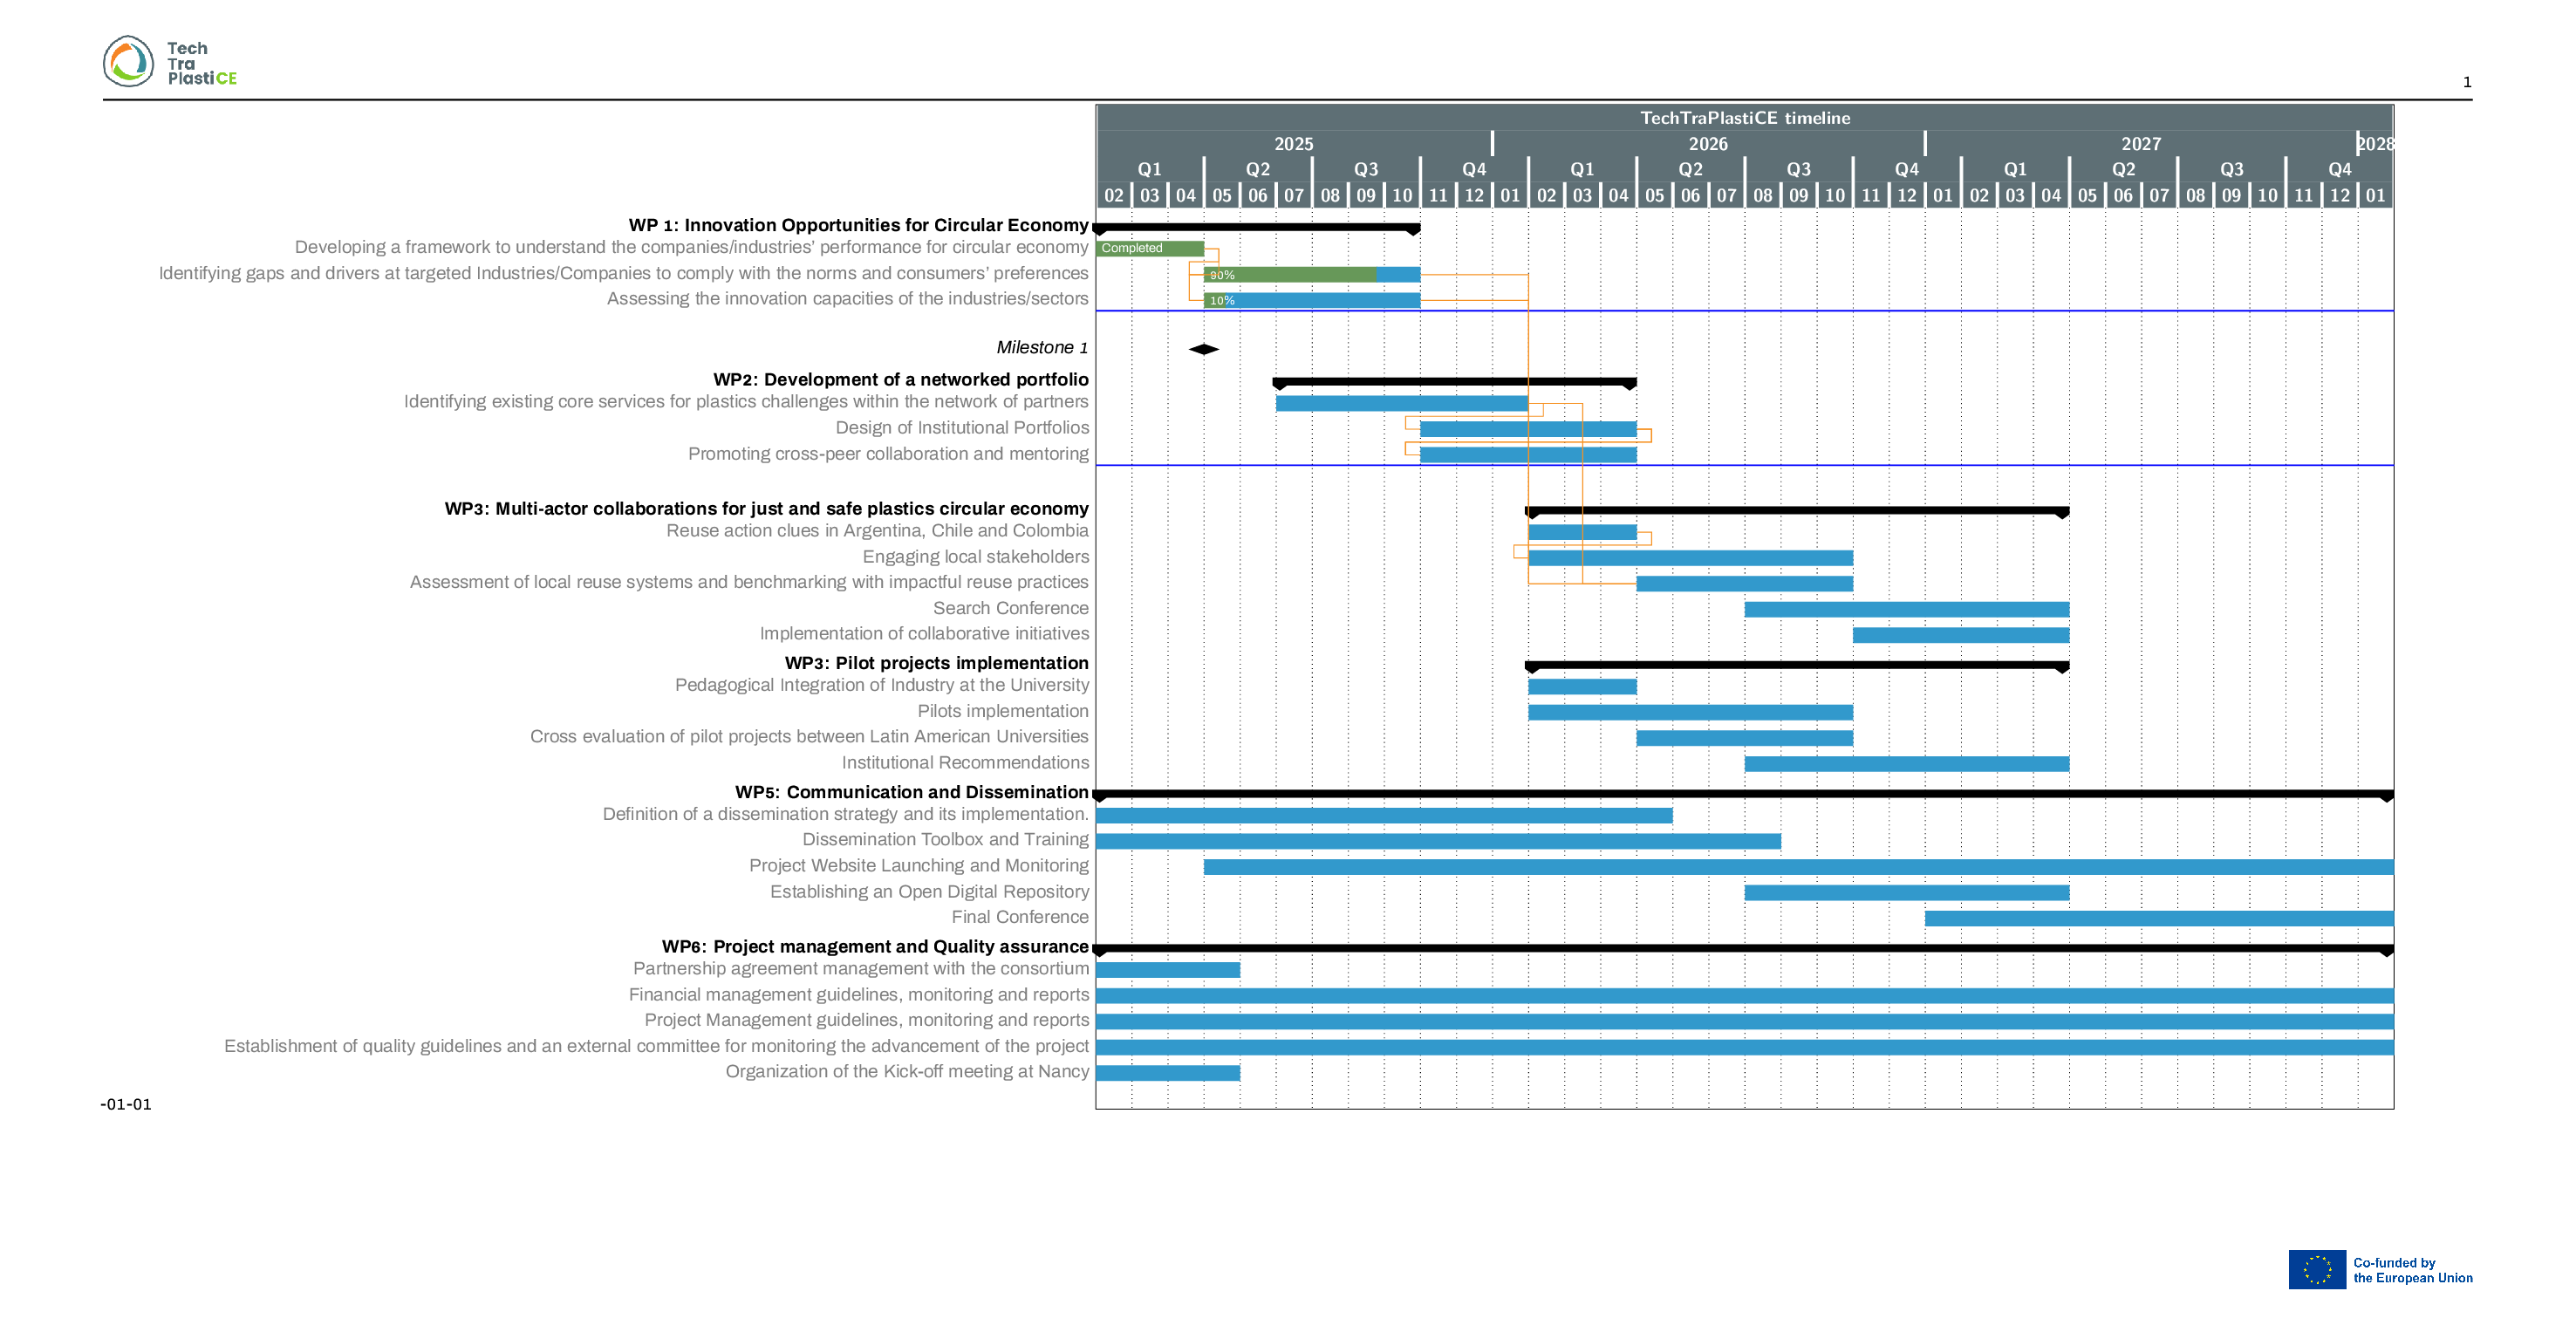 Tech
Tra
PlastiCE
1
TechTraPlastiCE timeline
2025 2026 2027 2028
Q1 Q2 Q3 Q4 Q1 Q2 Q3 Q4 Q1 Q2 Q3 Q4
02 03 04 05 06 07 08 09 10 11 12 01 02 03 04 05 06 07 08 09 10 11 12 01 02 03 04 05 06 07 08 09 10 11 12 01
WP 1: Innovation Opportunities for Circular Economy
Developing a framework to understand the companies/industries’ performance for circular economy Completed
Identifying gaps and drivers at targeted Industries/Companies to comply with the norms and consumers’ preferences 80%
Assessing the innovation capacities of the industries/sectors 10%
Milestone 1
WP2: Development of a networked portfolio
Identifying existing core services for plastics challenges within the network of partners
Design of Institutional Portfolios
Promoting cross-peer collaboration and mentoring
WP3: Multi-actor collaborations for just and safe plastics circular economy
Reuse action clues in Argentina, Chile and Colombia
Engaging local stakeholders
Assessment of local reuse systems and benchmarking with impactful reuse practices
Search Conference
Implementation of collaborative initiatives
WP3: Pilot projects implementation
Pedagogical Integration of Industry at the University
Pilots implementation
Cross evaluation of pilot projects between Latin American Universities
Institutional Recommendations
WP5: Communication and Dissemination
Definition of a dissemination strategy and its implementation.
Dissemination Toolbox and Training
Project Website Launching and Monitoring
Establishing an Open Digital Repository
Final Conference
WP6: Project management and Quality assurance
Partnership agreement management with the consortium
Financial management guidelines, monitoring and reports
Project Management guidelines, monitoring and reports
Establishment of quality guidelines and an external committee for monitoring the advancement of the project
Organization of the Kick-off meeting at Nancy
-01-01
Co-funded by
the European Union